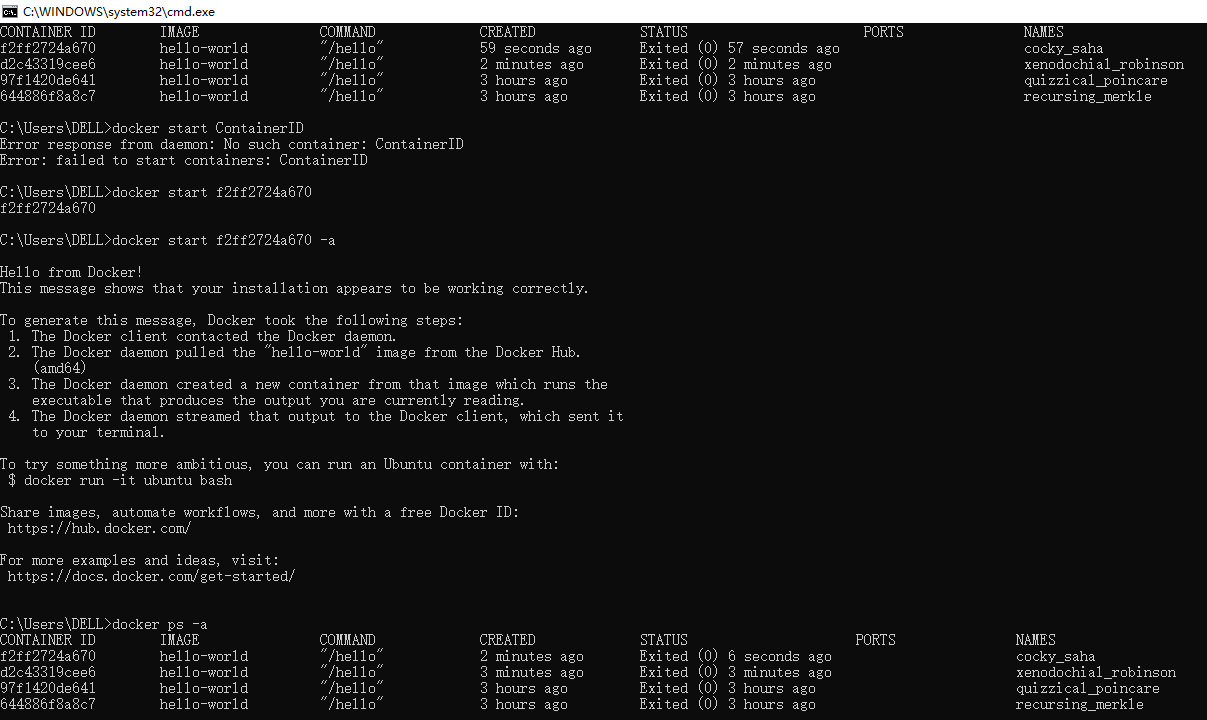 C:\WINDOWS\system32\cmd.exe
CONTAINER ID        IMAGE               COMMAND             CREATED             STATUS                      PORTS               NAMES
f2ff2724a670        hello-world         "/hello"            59 seconds ago      Exited (0) 57 seconds ago                       cocky_saha
d2c43319cee6        hello-world         "/hello"            2 minutes ago       Exited (0) 2 minutes ago                        xenodochial_robinson
97f1420de641        hello-world         "/hello"            3 hours ago         Exited (0) 3 hours ago                          quizzical_poincare
644886f8a8c7        hello-world         "/hello"            3 hours ago         Exited (0) 3 hours ago                          recursing_merkle
C:\Users\DELL>docker start ContainerID
Error response from daemon: No such container: ContainerID
Error: failed to start containers: ContainerID
C:\Users\DELL>docker start f2ff2724a670
f2ff2724a670
C:\Users\DELL>docker start f2ff2724a670 -a
Hello from Docker!
This message shows that your installation appears to be working correctly.
To generate this message, Docker took the following steps:
 1. The Docker client contacted the Docker daemon.
 2. The Docker daemon pulled the "hello-world" image from the Docker Hub.
    (amd64)
 3. The Docker daemon created a new container from that image which runs the
    executable that produces the output you are currently reading.
 4. The Docker daemon streamed that output to the Docker client, which sent it
    to your terminal.
To try something more ambitious, you can run an Ubuntu container with:
 $ docker run -it ubuntu bash
Share images, automate workflows, and more with a free Docker ID:
 https://hub.docker.com/
For more examples and ideas, visit:
 https://docs.docker.com/get-started/
C:\Users\DELL>docker ps -a
CONTAINER ID        IMAGE               COMMAND             CREATED             STATUS                     PORTS               NAMES
f2ff2724a670        hello-world         "/hello"            2 minutes ago       Exited (0) 6 seconds ago                       cocky_saha
d2c43319cee6        hello-world         "/hello"            3 minutes ago       Exited (0) 3 minutes ago                       xenodochial_robinson
97f1420de641        hello-world         "/hello"            3 hours ago         Exited (0) 3 hours ago                         quizzical_poincare
644886f8a8c7        hello-world         "/hello"            3 hours ago         Exited (0) 3 hours ago                         recursing_merkle